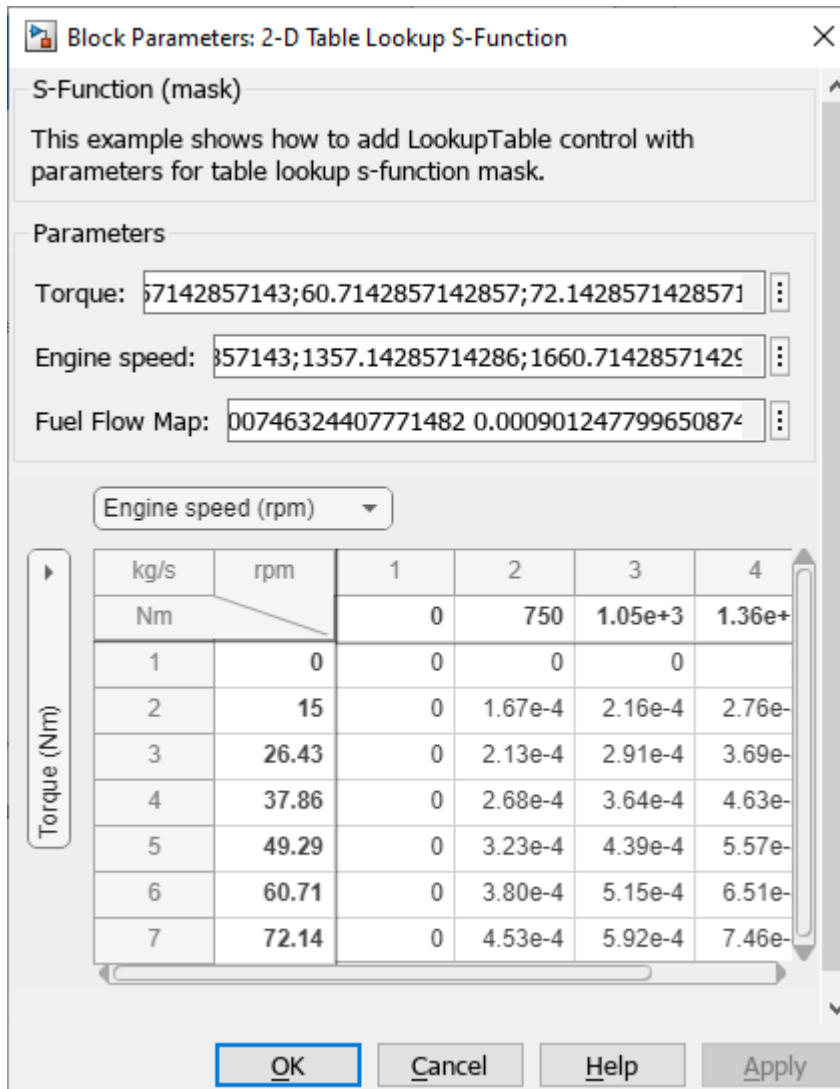 Block Parameters: 2-D Table Lookup S-Function
S-Function (mask)
This example shows how to add LookupTable control with
parameters for table lookup s-function mask.
Parameters
Torque: 57142857143;60.7142857142857;72.1428571428571
Engine speed: 857143;1357.14285714286;1660.71428571429
Fuel Flow Map: 00746324407771482 0.000901247799650874
Engine speed (rpm)
Torque (Nm)
kg/s rpm 1 2 3 4
Nm 0 750 1.05e+3 1.36e+
1 0 0 0 0
2 15 0 1.67e-4 2.16e-4 2.76e-
3 26.43 0 2.13e-4 2.91e-4 3.69e-
4 37.86 0 2.68e-4 3.64e-4 4.63e-
5 49.29 0 3.23e-4 4.39e-4 5.57e-
6 60.71 0 3.80e-4 5.15e-4 6.51e-
7 72.14 0 4.53e-4 5.92e-4 7.46e-
OK Cancel Help Apply